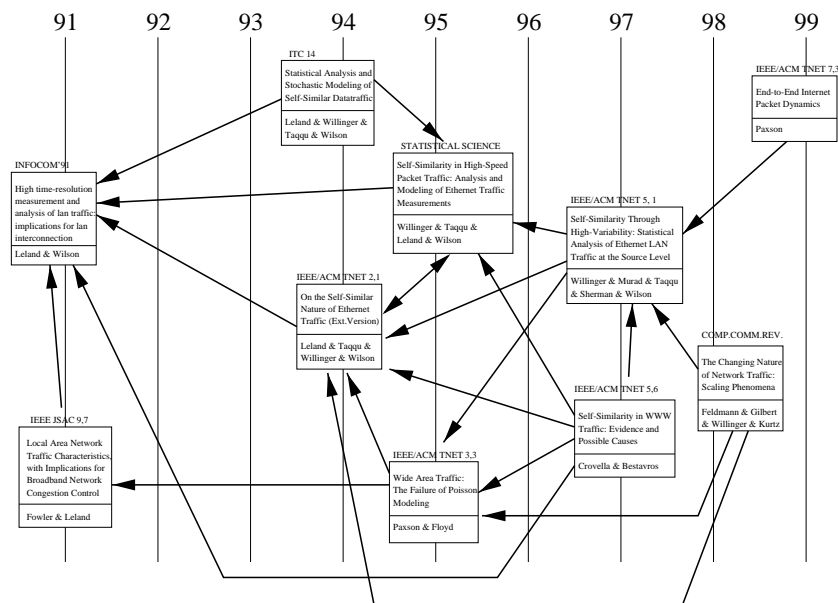 91 92 93 94 95 96 97 98 99
ITC 14
Statistical Analysis and
Stochastic Modeling of
Self-Similar Datatraffic
Leland & Willinger &
Taqqu & Wilson
IEEE/ACM TNET 7,3
End-to-End Internet
Packet Dynamics
Paxson
STATISTICAL SCIENCE
Self-Similarity in High-Speed
Packet Traffic: Analysis and
Modeling of Ethernet Traffic
Measurements
Willinger & Taqqu &
Leland & Wilson
INFOCOM'91
High time-resolution
measurement and
analysis of lan traffic:
implications for lan
interconnection
Leland & Wilson
IEEE/ACM TNET 5, 1
Self-Similarity Through
High-Variability: Statistical
Analysis of Ethernet LAN
Traffic at the Source Level
Willinger & Murad & Taqqu
& Sherman & Wilson
IEEE/ACM TNET 2,1
On the Self-Similar
Nature of Ethernet
Traffic (Ext.Version)
Leland & Taqqu &
Willinger & Wilson
COMP.COMM.REV.
The Changing Nature
of Network Traffic:
Scaling Phenomena
Feldmann & Gilbert
& Willinger & Kurtz
IEEE/ACM TNET 5,6
Self-Similarity in WWW
Traffic: Evidence and
Possible Causes
Crovella & Bestavros
IEEE JSAC 9,7
Local Area Network
Traffic Characteristics,
with Implications for
Broadband Network
Congestion Control
Fowler & Leland
IEEE/ACM TNET 3,3
Wide Area Traffic:
The Failure of Poisson
Modeling
Paxson & Floyd